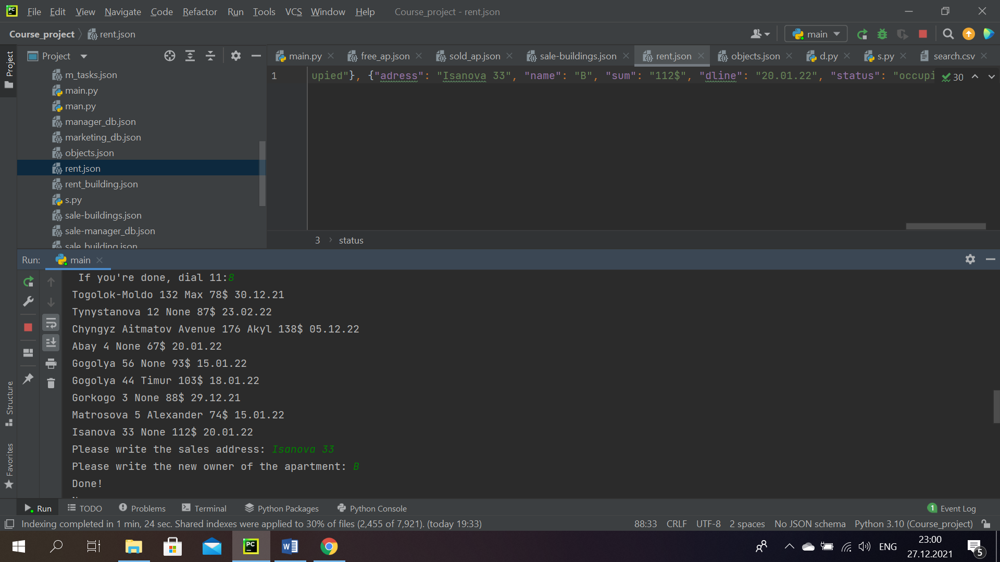 PC File Edit View Navigate Code Refactor Run Tools VCS Window Help Course_project - rent.json
Course_project rent.json main
Project main.py free_ap.json sold_ap.json sale-buildings.json rent.json objects.json d.py s.py search.csv
Project
m_tasks.json
main.py
man.py
manager_db.json
marketing_db.json
objects.json
rent.json
rent_building.json
s.py
sale-buildings.json
sale-manager_db.json
sale_building.json
1 upied"}, {"adress": "Isanova 33", "name": "B", "sum": "112$", "dline": "20.01.22", "status": "occupi 30
3 status
Run: main
If you're done, dial 11:8
Togolok-Moldo 132 Max 78$ 30.12.21
Tynystanova 12 None 87$ 23.02.22
Chyngyz Aitmatov Avenue 176 Akyl 138$ 05.12.22
Abay 4 None 67$ 20.01.22
Gogolya 56 None 93$ 15.01.22
Gogolya 44 Timur 103$ 18.01.22
Gorkogo 3 None 88$ 29.12.21
Matrosova 5 Alexander 74$ 15.01.22
Isanova 33 None 112$ 20.01.22
Please write the sales address: Isanova 33
Please write the new owner of the apartment: B
Done!
Structure
Favorites
Run TODO Problems Terminal Python Packages Python Console 1 Event Log
Indexing completed in 1 min, 24 sec. Shared indexes were applied to 30% of files (2,455 of 7,921). (today 19:33) 88:33 CRLF UTF-8 2 spaces No JSON schema Python 3.10 (Course_project)
PC W ENG 23:00
27.12.2021 5